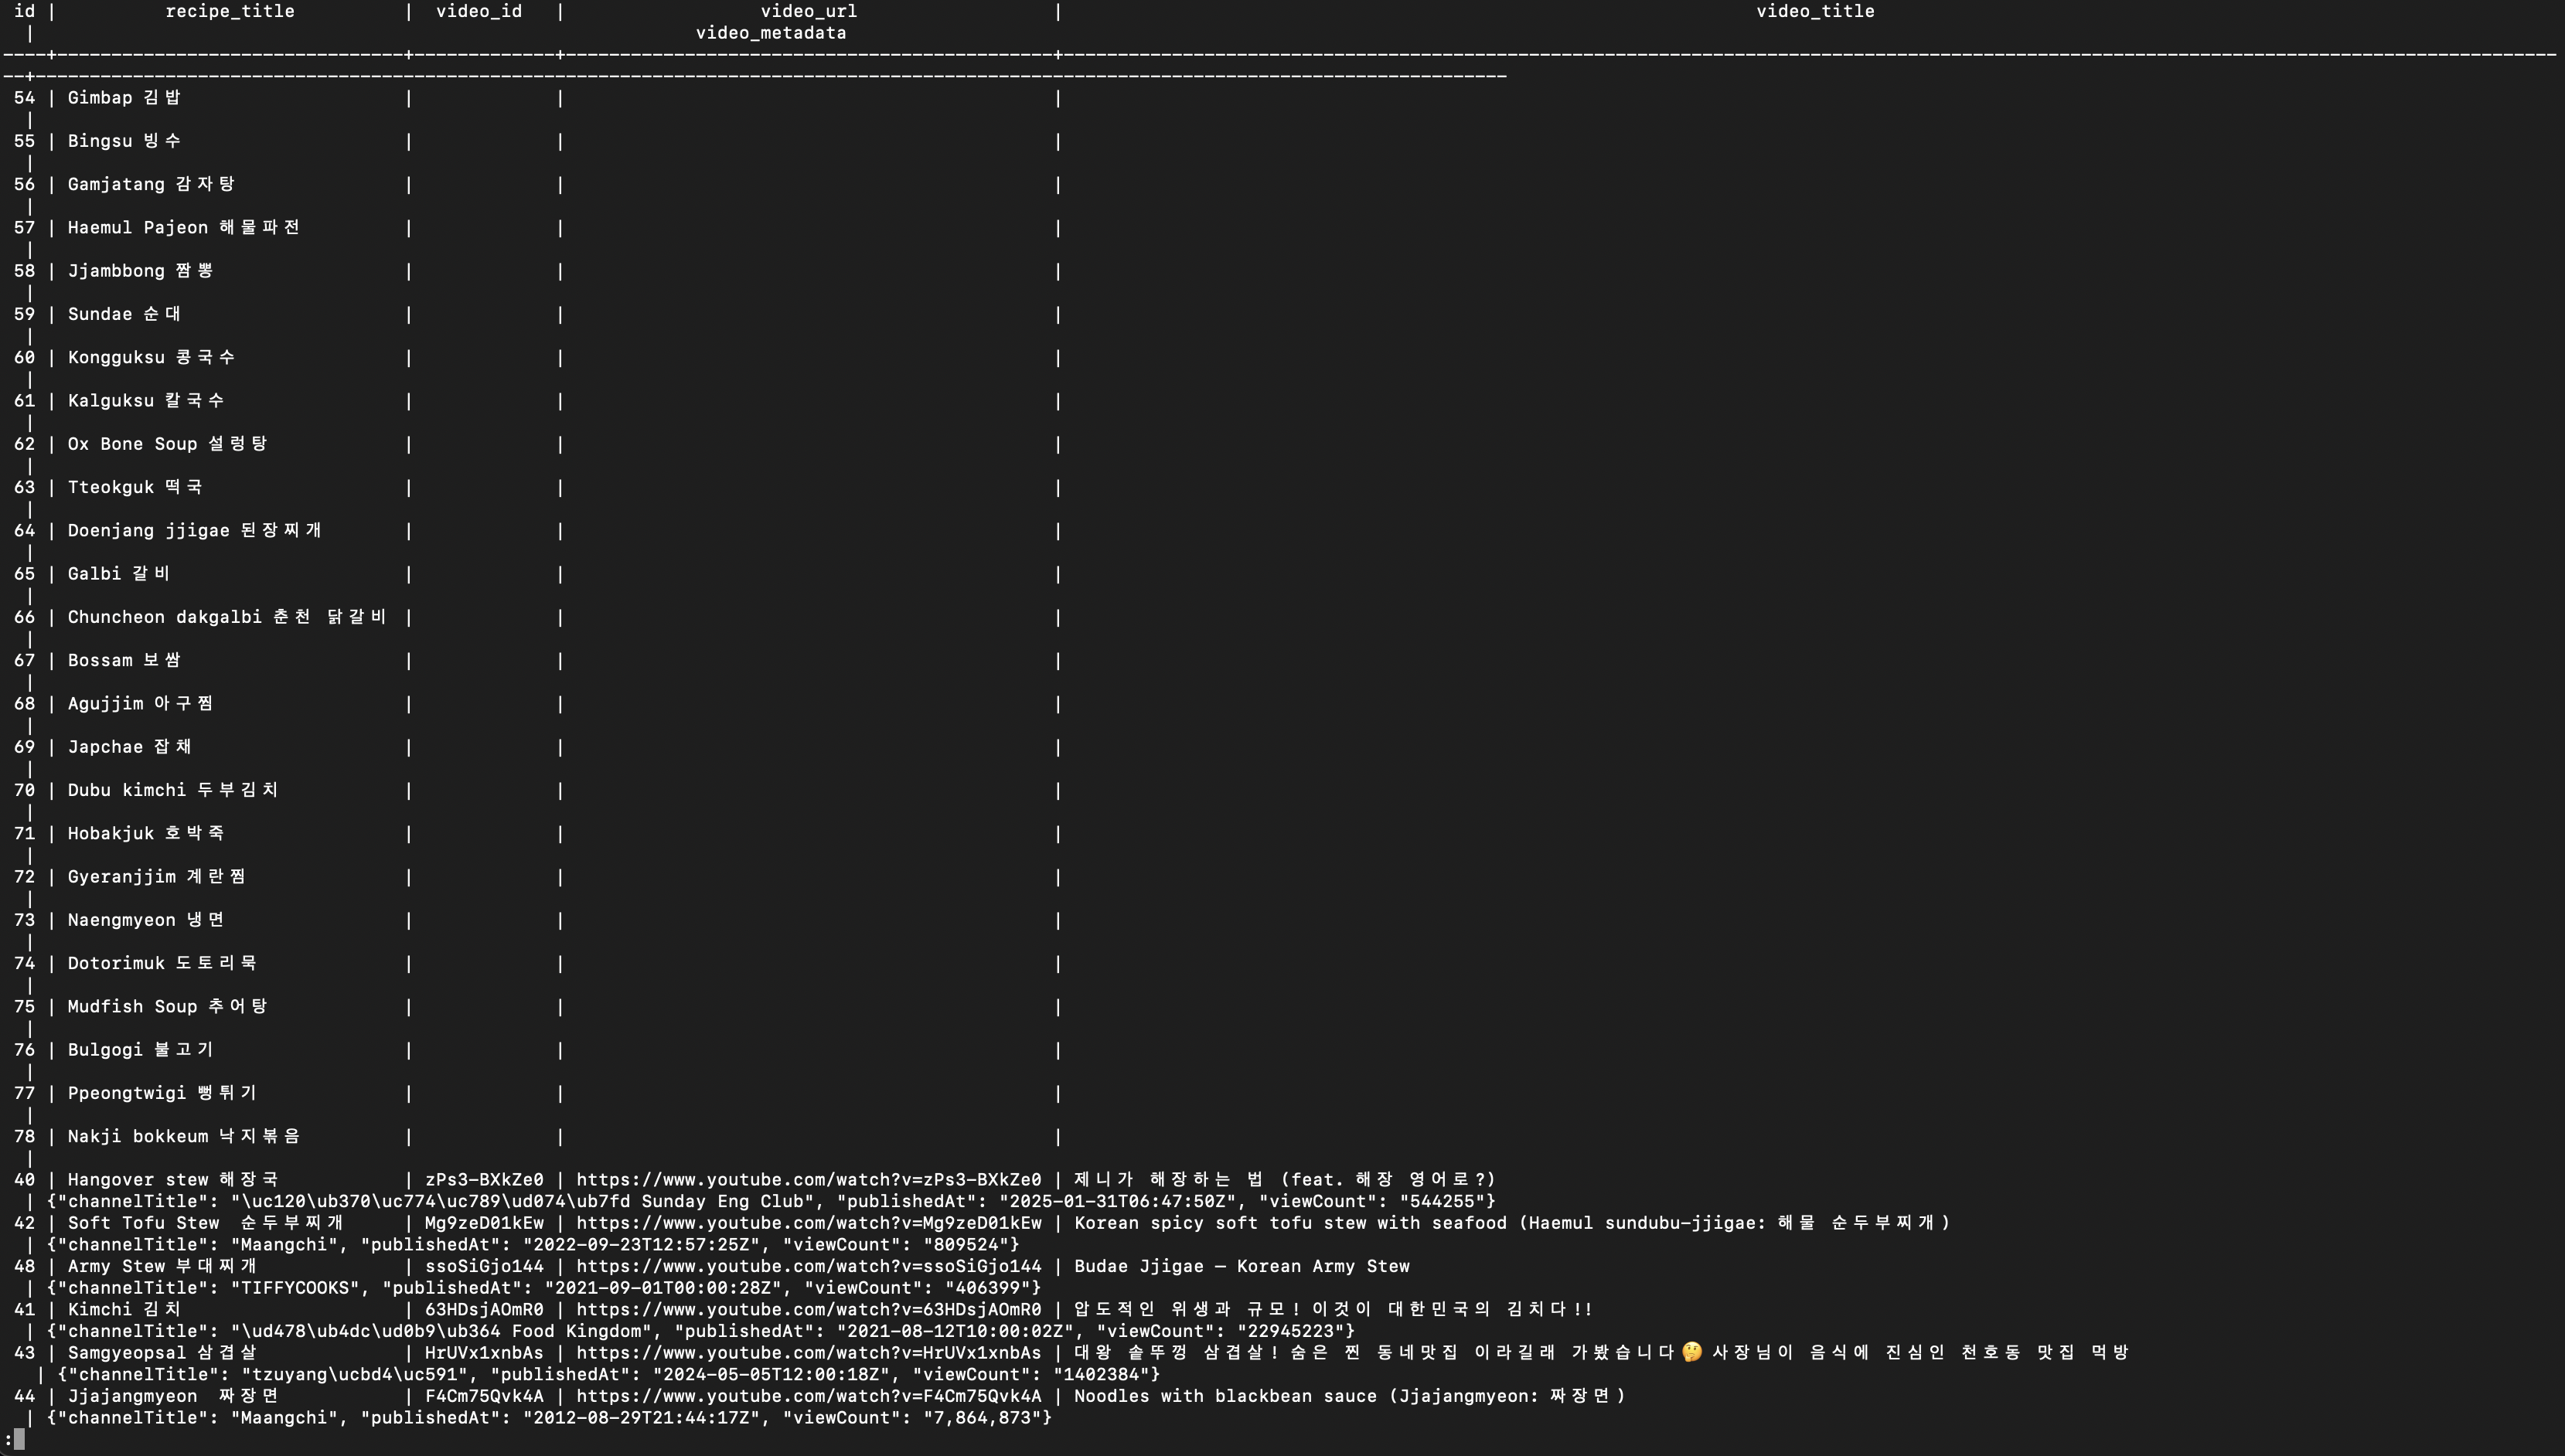 id | recipe_title | video_id | video_url | video_title
| video_metadata
----+---------------------------------+-------------+----------------------------------------------+----------------
--+----------------
54 | Gimbap 김밥 | | |
|
55 | Bingsu 빙수 | | |
|
56 | Gamjatang 감자탕 | | |
|
57 | Haemul Pajeon 해물파전 | | |
|
58 | Jjambbong 짬뽕 | | |
|
59 | Sundae 순대 | | |
|
60 | Kongguksu 콩국수 | | |
|
61 | Kalguksu 칼국수 | | |
|
62 | Ox Bone Soup 설렁탕 | | |
|
63 | Tteokguk 떡국 | | |
|
64 | Doenjang jjigae 된장찌개 | | |
|
65 | Galbi 갈비 | | |
|
66 | Chuncheon dakgalbi 춘천 닭갈비 | | |
|
67 | Bossam 보쌈 | | |
|
68 | Agujjim 아구찜 | | |
|
69 | Japchae 잡채 | | |
|
70 | Dubu kimchi 두부김치 | | |
|
71 | Hobakjuk 호박죽 | | |
|
72 | Gyeranjjim 계란찜 | | |
|
73 | Naengmyeon 냉면 | | |
|
74 | Dotorimuk 도토리묵 | | |
|
75 | Mudfish Soup 추어탕 | | |
|
76 | Bulgogi 불고기 | | |
|
77 | Ppeongtwigi 뻥튀기 | | |
|
78 | Nakji bokkeum 낙지볶음 | | |
|
40 | Hangover stew 해장국 | zPs3-BXkZe0 | https://www.youtube.com/watch?v=zPs3-BXkZe0 | 제니가 해장하는 법 (feat. 해장 영어로?)
| {"channelTitle": "\uc120\ub370\uc774\uc789\ud074\ub7fd Sunday Eng Club", "publishedAt": "2025-01-31T06:47:50Z", "viewCount": "544255"}
42 | Soft Tofu Stew 순두부찌개 | Mg9zeD01kEw | https://www.youtube.com/watch?v=Mg9zeD01kEw | Korean spicy soft tofu stew with seafood (Haemul sundubu-jjigae: 해물 순두부찌개)
| {"channelTitle": "Maangchi", "publishedAt": "2022-09-23T12:57:25Z", "viewCount": "809524"}
48 | Army Stew 부대찌개 | ssoSiGjo144 | https://www.youtube.com/watch?v=ssoSiGjo144 | Budae Jjigae – Korean Army Stew
| {"channelTitle": "TIFFYCOOKS", "publishedAt": "2021-09-01T00:00:28Z", "viewCount": "406399"}
41 | Kimchi 김치 | 63HDsjAOmR0 | https://www.youtube.com/watch?v=63HDsjAOmR0 | 압도적인 위생과 규모! 이것이 대한민국의 김치다!!
| {"channelTitle": "\ud478\ub4dc\ud0b9\ub364 Food Kingdom", "publishedAt": "2021-08-12T10:00:02Z", "viewCount": "22945223"}
43 | Samgyeopsal 삼겹살 | HrUVx1xnbAs | https://www.youtube.com/watch?v=HrUVx1xnbAs | 대왕 솥뚜껑 삼겹살! 숨은 찐 동네맛집 이라길래 가봤습니다🤔 사장님이 음식에 진심인 천호동 맛집 먹방
| {"channelTitle": "tzuyang\ucbd4\uc591", "publishedAt": "2024-05-05T12:00:18Z", "viewCount": "1402384"}
44 | Jjajangmyeon 짜장면 | F4Cm75Qvk4A | https://www.youtube.com/watch?v=F4Cm75Qvk4A | Noodles with blackbean sauce (Jjajangmyeon: 짜장면)
| {"channelTitle": "Maangchi", "publishedAt": "2012-08-29T21:44:17Z", "viewCount": "7,864,873"}
: